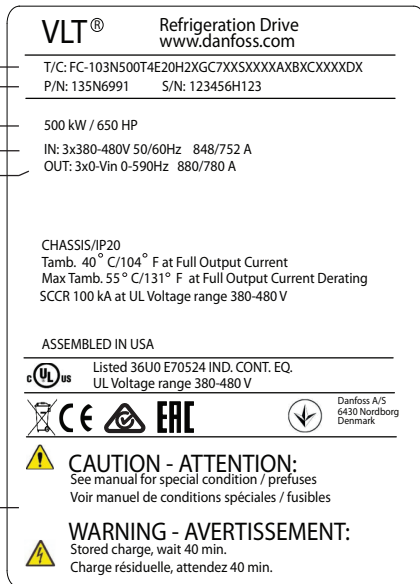 VLT® Refrigeration Drive
www.danfoss.com
T/C: FC-103N500T4E20H2XGC7XXSXXXXAXBXCXXXXDX
P/N: 135N6991 S/N: 123456H123
500 kW / 650 HP
IN: 3x380-480V 50/60Hz 848/752 A
OUT: 3x0-Vin 0-590Hz 880/780 A
CHASSIS/IP20
Tamb. 40° C/104° F at Full Output Current
Max Tamb. 55° C/131° F at Full Output Current Derating
SCCR 100 kA at UL Voltage range 380-480 V
ASSEMBLED IN USA
c UL us Listed 36U0 E70524 IND. CONT. EQ.
UL Voltage range 380-480 V
CE EAC
Danfoss A/S
6430 Nordborg
Denmark
CAUTION - ATTENTION:
See manual for special condition / prefuses
Voir manuel de conditions spéciales / fusibles
WARNING - AVERTISSEMENT:
Stored charge, wait 40 min.
Charge résiduelle, attendez 40 min.